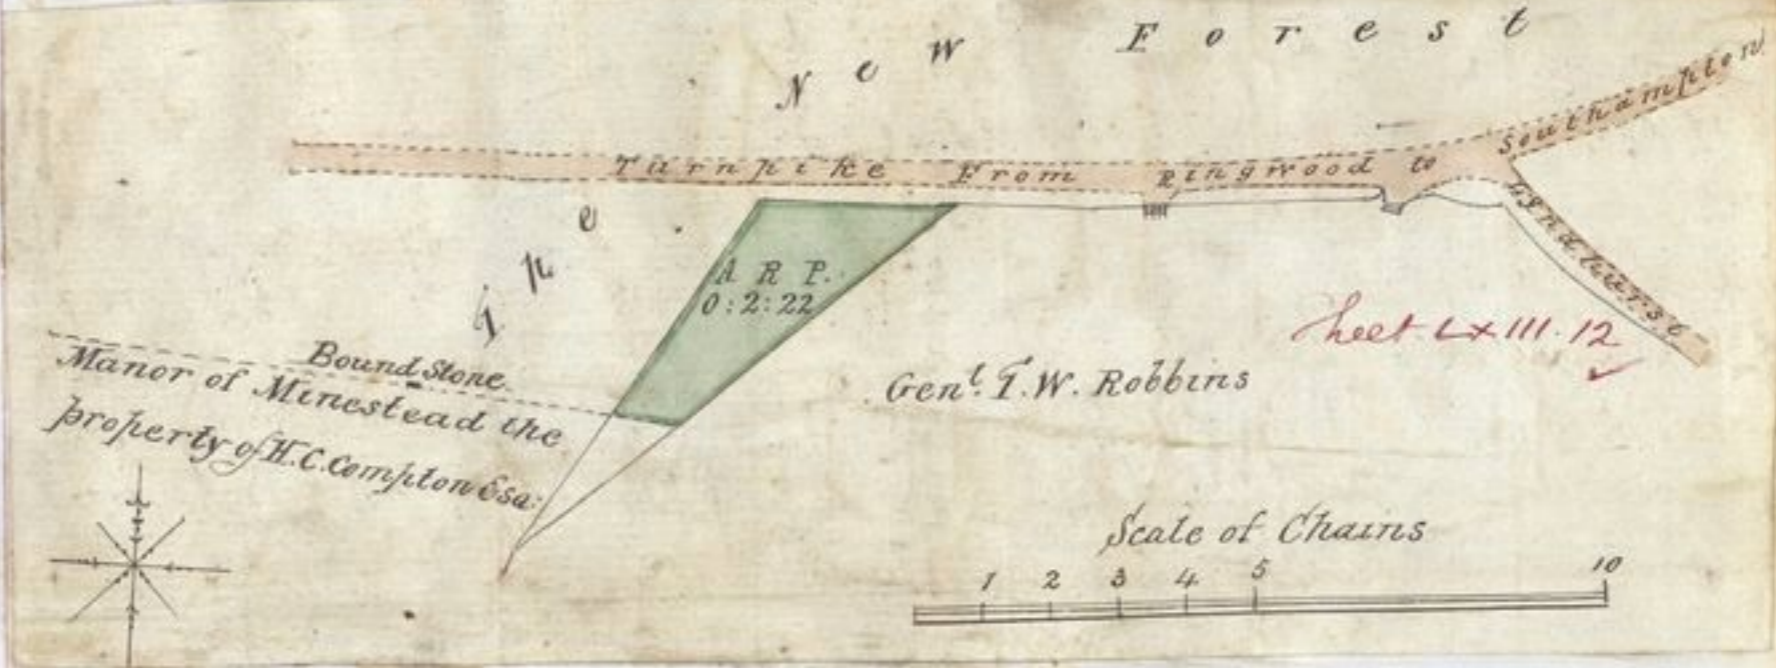 The New Forest
Turnpike From Ringwood to Southampton
Lyndhurst
A R P.
0:2:22
Bound Stone
Manor of Minestead the
property of H.C. Compton Esq:
Gen.l T.W. Robbins
Sheet LXIII.12
Scale of Chains
1 2 3 4 5 10